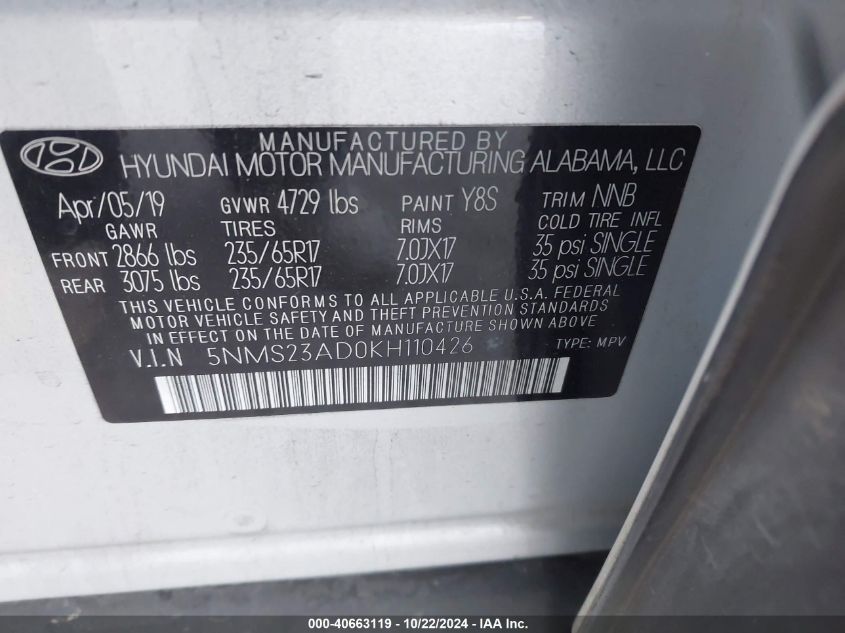 MANUFACTURED BY
HYUNDAI MOTOR MANUFACTURING ALABAMA, LLC
Apr/05/19 GVWR 4729 lbs PAINT Y8S TRIM NNB
GAWR TIRES RIMS COLD TIRE INFL
FRONT 2866 lbs 235/65R17 7.0JX17 35 psi SINGLE
REAR 3075 lbs 235/65R17 7.0JX17 35 psi SINGLE
THIS VEHICLE CONFORMS TO ALL APPLICABLE U.S.A. FEDERAL
MOTOR VEHICLE SAFETY AND THEFT PREVENTION STANDARDS
IN EFFECT ON THE DATE OF MANUFACTURE SHOWN ABOVE.
V.I.N 5NMS23AD0KH110426 TYPE: MPV
000-40663119 - 10/22/2024 - IAA Inc.